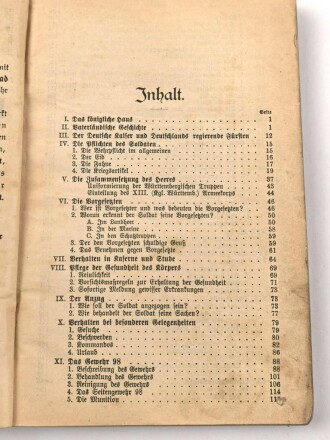 Inhalt.
Seite
I. Das königliche Haus 1
II. Vaterländische Geschichte 1
III. Der Deutsche Kaiser und Deutschlands regierende Fürsten 12
IV. Die Pflichten des Soldaten 15
1. Die Wehrpflicht im allgemeinen 15
2. Der Eid 16
3. Die Fahne 17
4. Die Kriegsartikel 19
V. Die Zusammensetzung des Heeres 37
Uniformierung der Württembergischen Truppen 43
Einteilung des XIII. (Kgl. Württemb.) Armeekorps 44
VI. Die Vorgesetzten 46
1. Wer ist Vorgesetzter und was bedeuten die Vorgesetzten? 46
2. Woran erkennt der Soldat seine Vorgesetzten? 50
A. Im Landheer 50
B. In der Marine 58
C. In den Schutztruppen 58
3. Der den Vorgesetzten schuldige Gruß 59
4. Das Benehmen gegen Vorgesetzte 61
VII. Verhalten in Kaserne und Stube 64
VIII. Pflege der Gesundheit des Körpers 69
1. Reinlichkeit 69
2. Vorsichtsmaßregeln zur Erhaltung der Gesundheit 71
3. Sofortige Meldung gewisser Erkrankungen 73
IX. Der Anzug 73
1. Wie soll der Soldat angezogen sein? 73
2. Wie behandelt der Soldat seine Sachen? 77
X. Verhalten bei besonderen Gelegenheiten 79
1. Gesuche 79
2. Beschwerden 80
3. Kommandos 83
4. Urlaub 86
XI. Das Gewehr 98 88
1. Beschreibung des Gewehrs 88
2. Behandlung des Gewehrs 101
3. Reinigung des Gewehrs 106
4. Das Seitengewehr 98 114
5. Die Munition